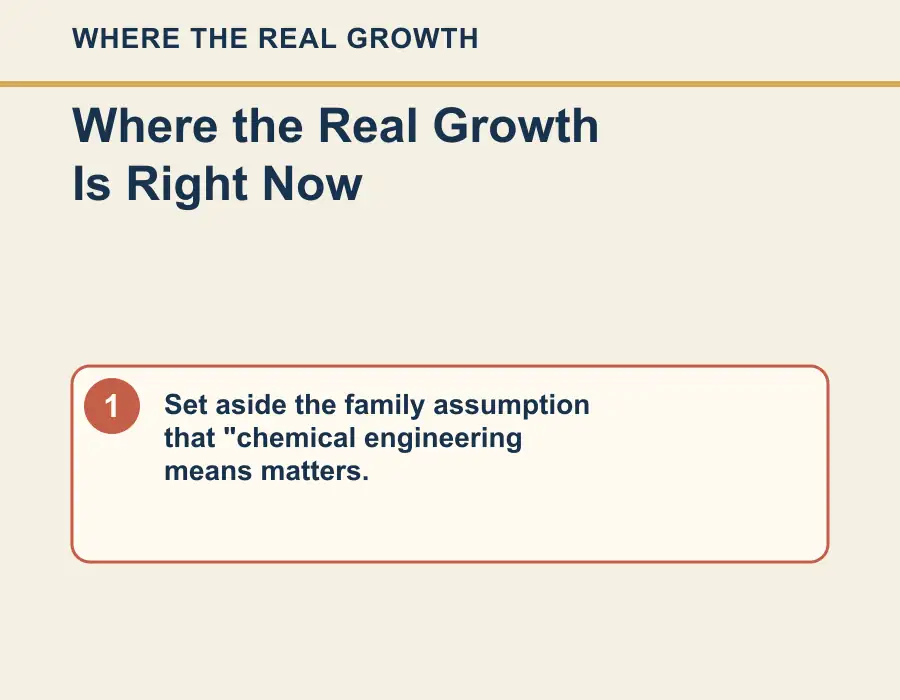 WHERE THE REAL GROWTH
Where the Real Growth
Is Right Now
1
Set aside the family assumption
that "chemical engineering
means matters.